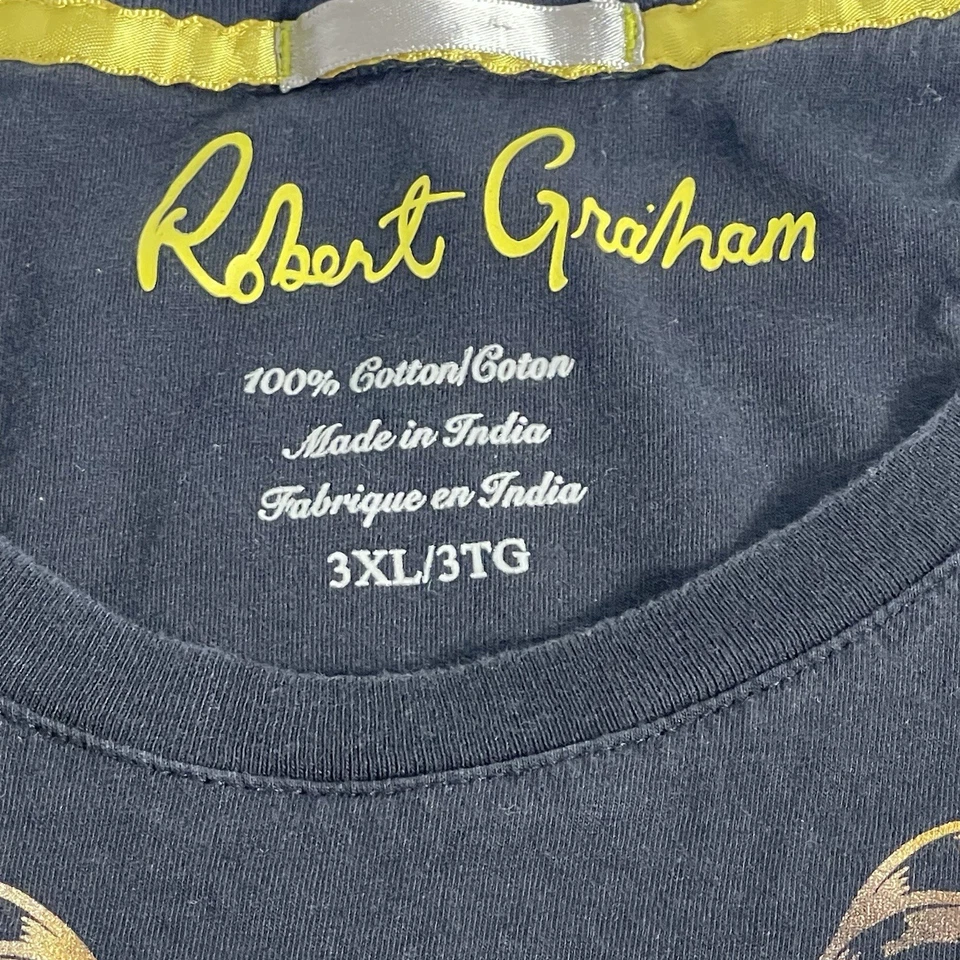 Robert Graham
100% Cotton/Coton
Made in India
Fabrique en India
3XL/3TG